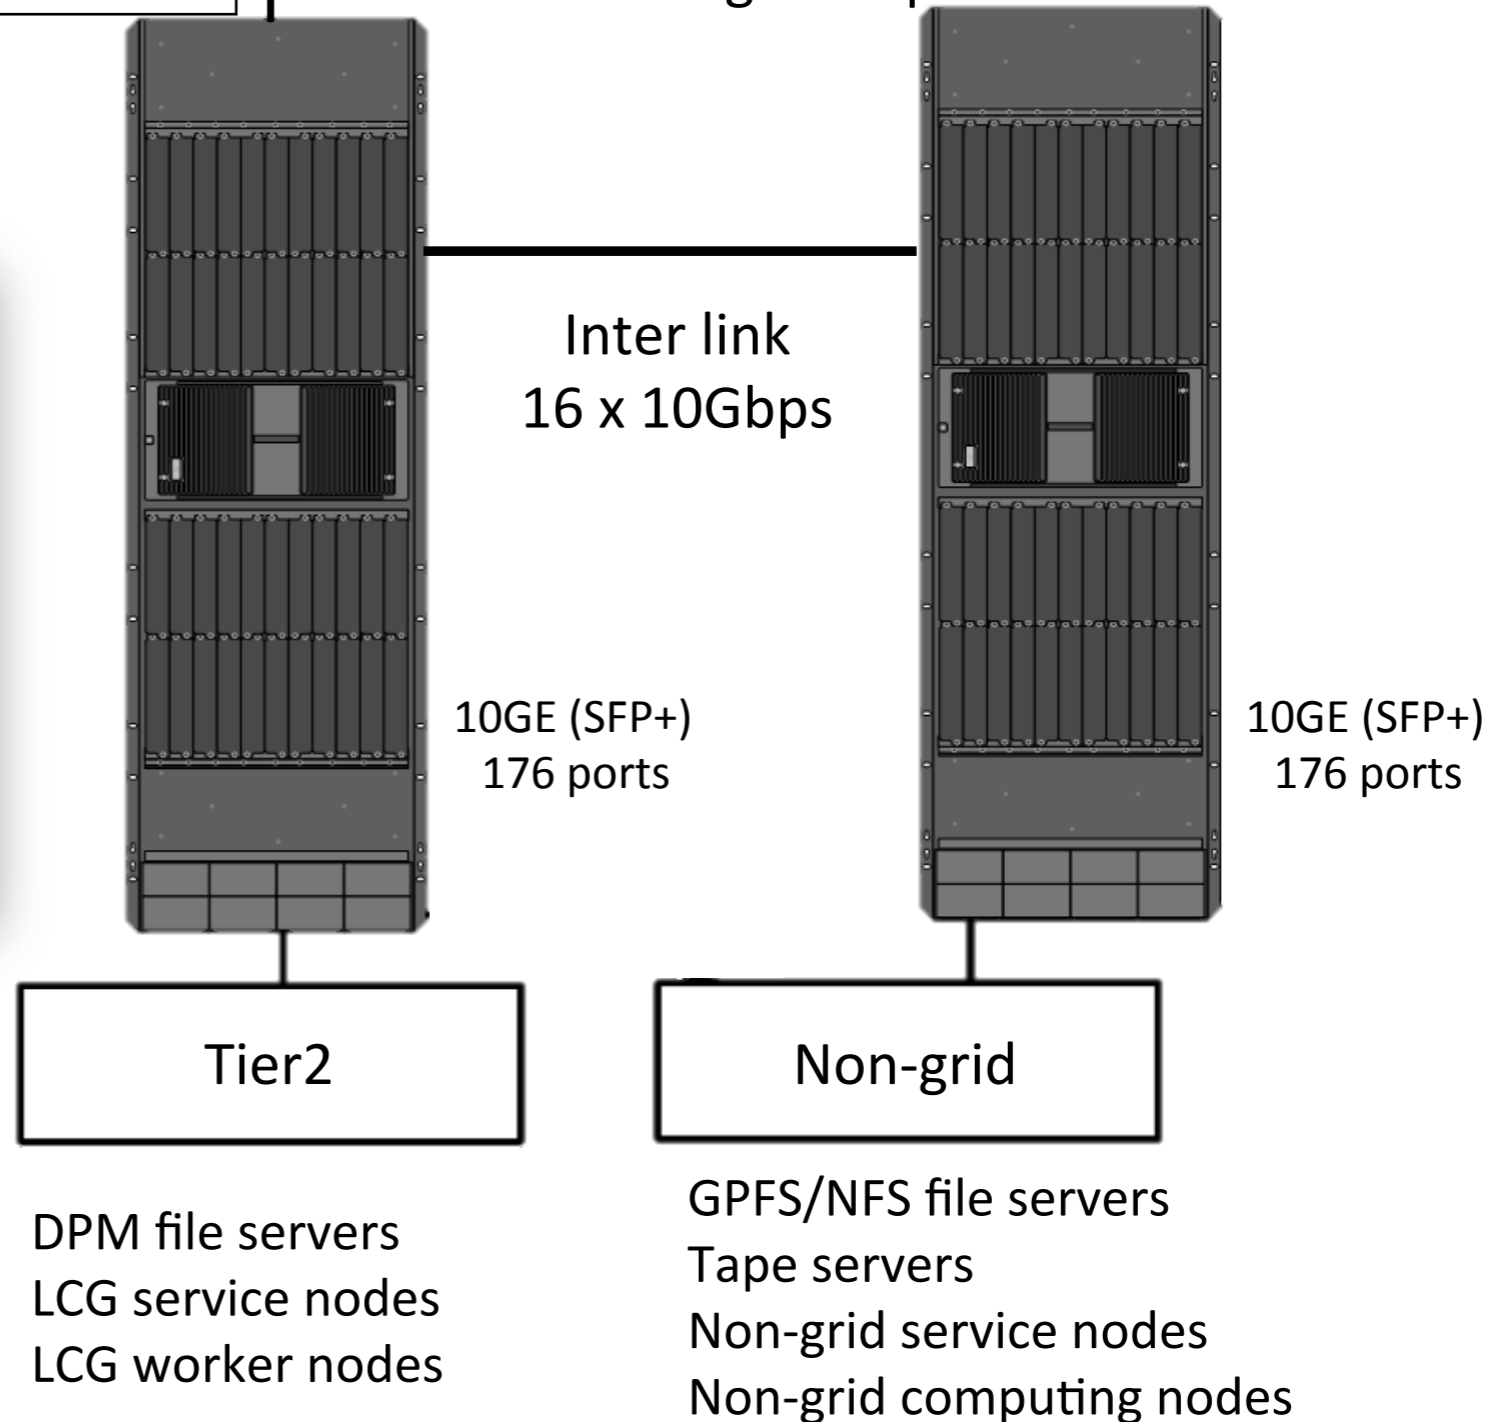 Inter link
16 x 10Gbps
10GE (SFP+)
176 ports
10GE (SFP+)
176 ports
Tier2
Non-grid
DPM file servers
LCG service nodes
LCG worker nodes
GPFS/NFS file servers
Tape servers
Non-grid service nodes
Non-grid computing nodes